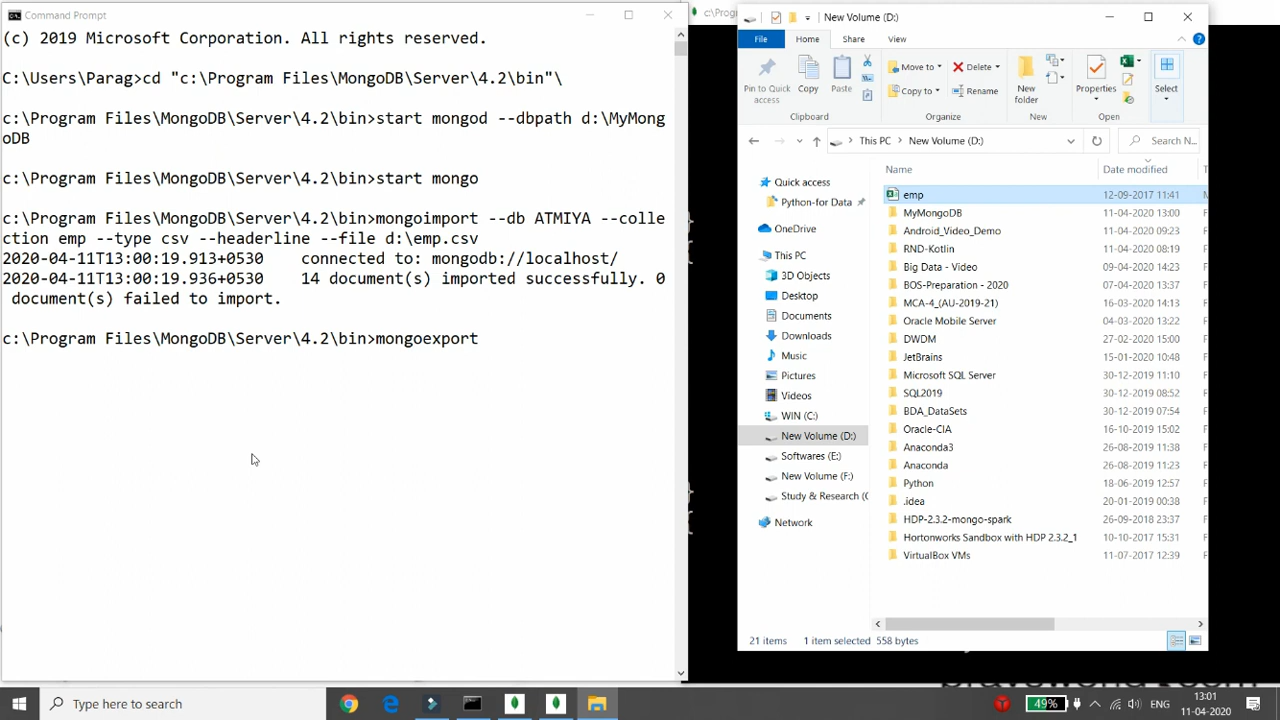 Command Prompt
(c) 2019 Microsoft Corporation. All rights reserved.
C:\Users\Parag>cd "c:\Program Files\MongoDB\Server\4.2\bin"\
c:\Program Files\MongoDB\Server\4.2\bin>start mongod --dbpath d:\MyMong
oDB
c:\Program Files\MongoDB\Server\4.2\bin>start mongo
c:\Program Files\MongoDB\Server\4.2\bin>mongoimport --db ATMIYA --colle
ction emp --type csv --headerline --file d:\emp.csv
2020-04-11T13:00:19.913+0530    connected to: mongodb://localhost/
2020-04-11T13:00:19.936+0530    14 document(s) imported successfully. 0
 document(s) failed to import.
c:\Program Files\MongoDB\Server\4.2\bin>mongoexport
c:\Progr
New Volume (D:)
File Home Share View
Pin to Quick access
Copy
Paste
Clipboard
Move to
Copy to
Delete
Rename
Organize
New folder
New
Properties
Open
Select
This PC > New Volume (D:)
Search N...
Quick access
Python-for Data
OneDrive
This PC
3D Objects
Desktop
Documents
Downloads
Music
Pictures
Videos
WIN (C:)
New Volume (D:)
Softwares (E:)
New Volume (F:)
Study & Research (
Network
Name Date modified T
emp 12-09-2017 11:41
MyMongoDB 11-04-2020 13:00 F
Android_Video_Demo 11-04-2020 09:23 F
RND-Kotlin 11-04-2020 08:19 F
Big Data - Video 09-04-2020 14:23 F
BOS-Preparation - 2020 07-04-2020 13:37 F
MCA-4_(AU-2019-21) 16-03-2020 14:13 F
Oracle Mobile Server 04-03-2020 13:22 F
DWDM 27-02-2020 15:00 F
JetBrains 15-01-2020 10:48 F
Microsoft SQL Server 30-12-2019 11:10 F
SQL2019 30-12-2019 08:52 F
BDA_DataSets 30-12-2019 07:54 F
Oracle-CIA 16-10-2019 15:02 F
Anaconda3 26-08-2019 11:38 F
Anaconda 26-08-2019 11:23 F
Python 18-06-2019 12:57 F
.idea 20-01-2019 00:38 F
HDP-2.3.2-mongo-spark 26-09-2018 23:37 F
Hortonworks Sandbox with HDP 2.3.2_1 10-10-2017 15:31 F
VirtualBox VMs 11-07-2017 12:39 F
21 items 1 item selected 558 bytes
Type here to search
49%
ENG
13:01
11-04-2020